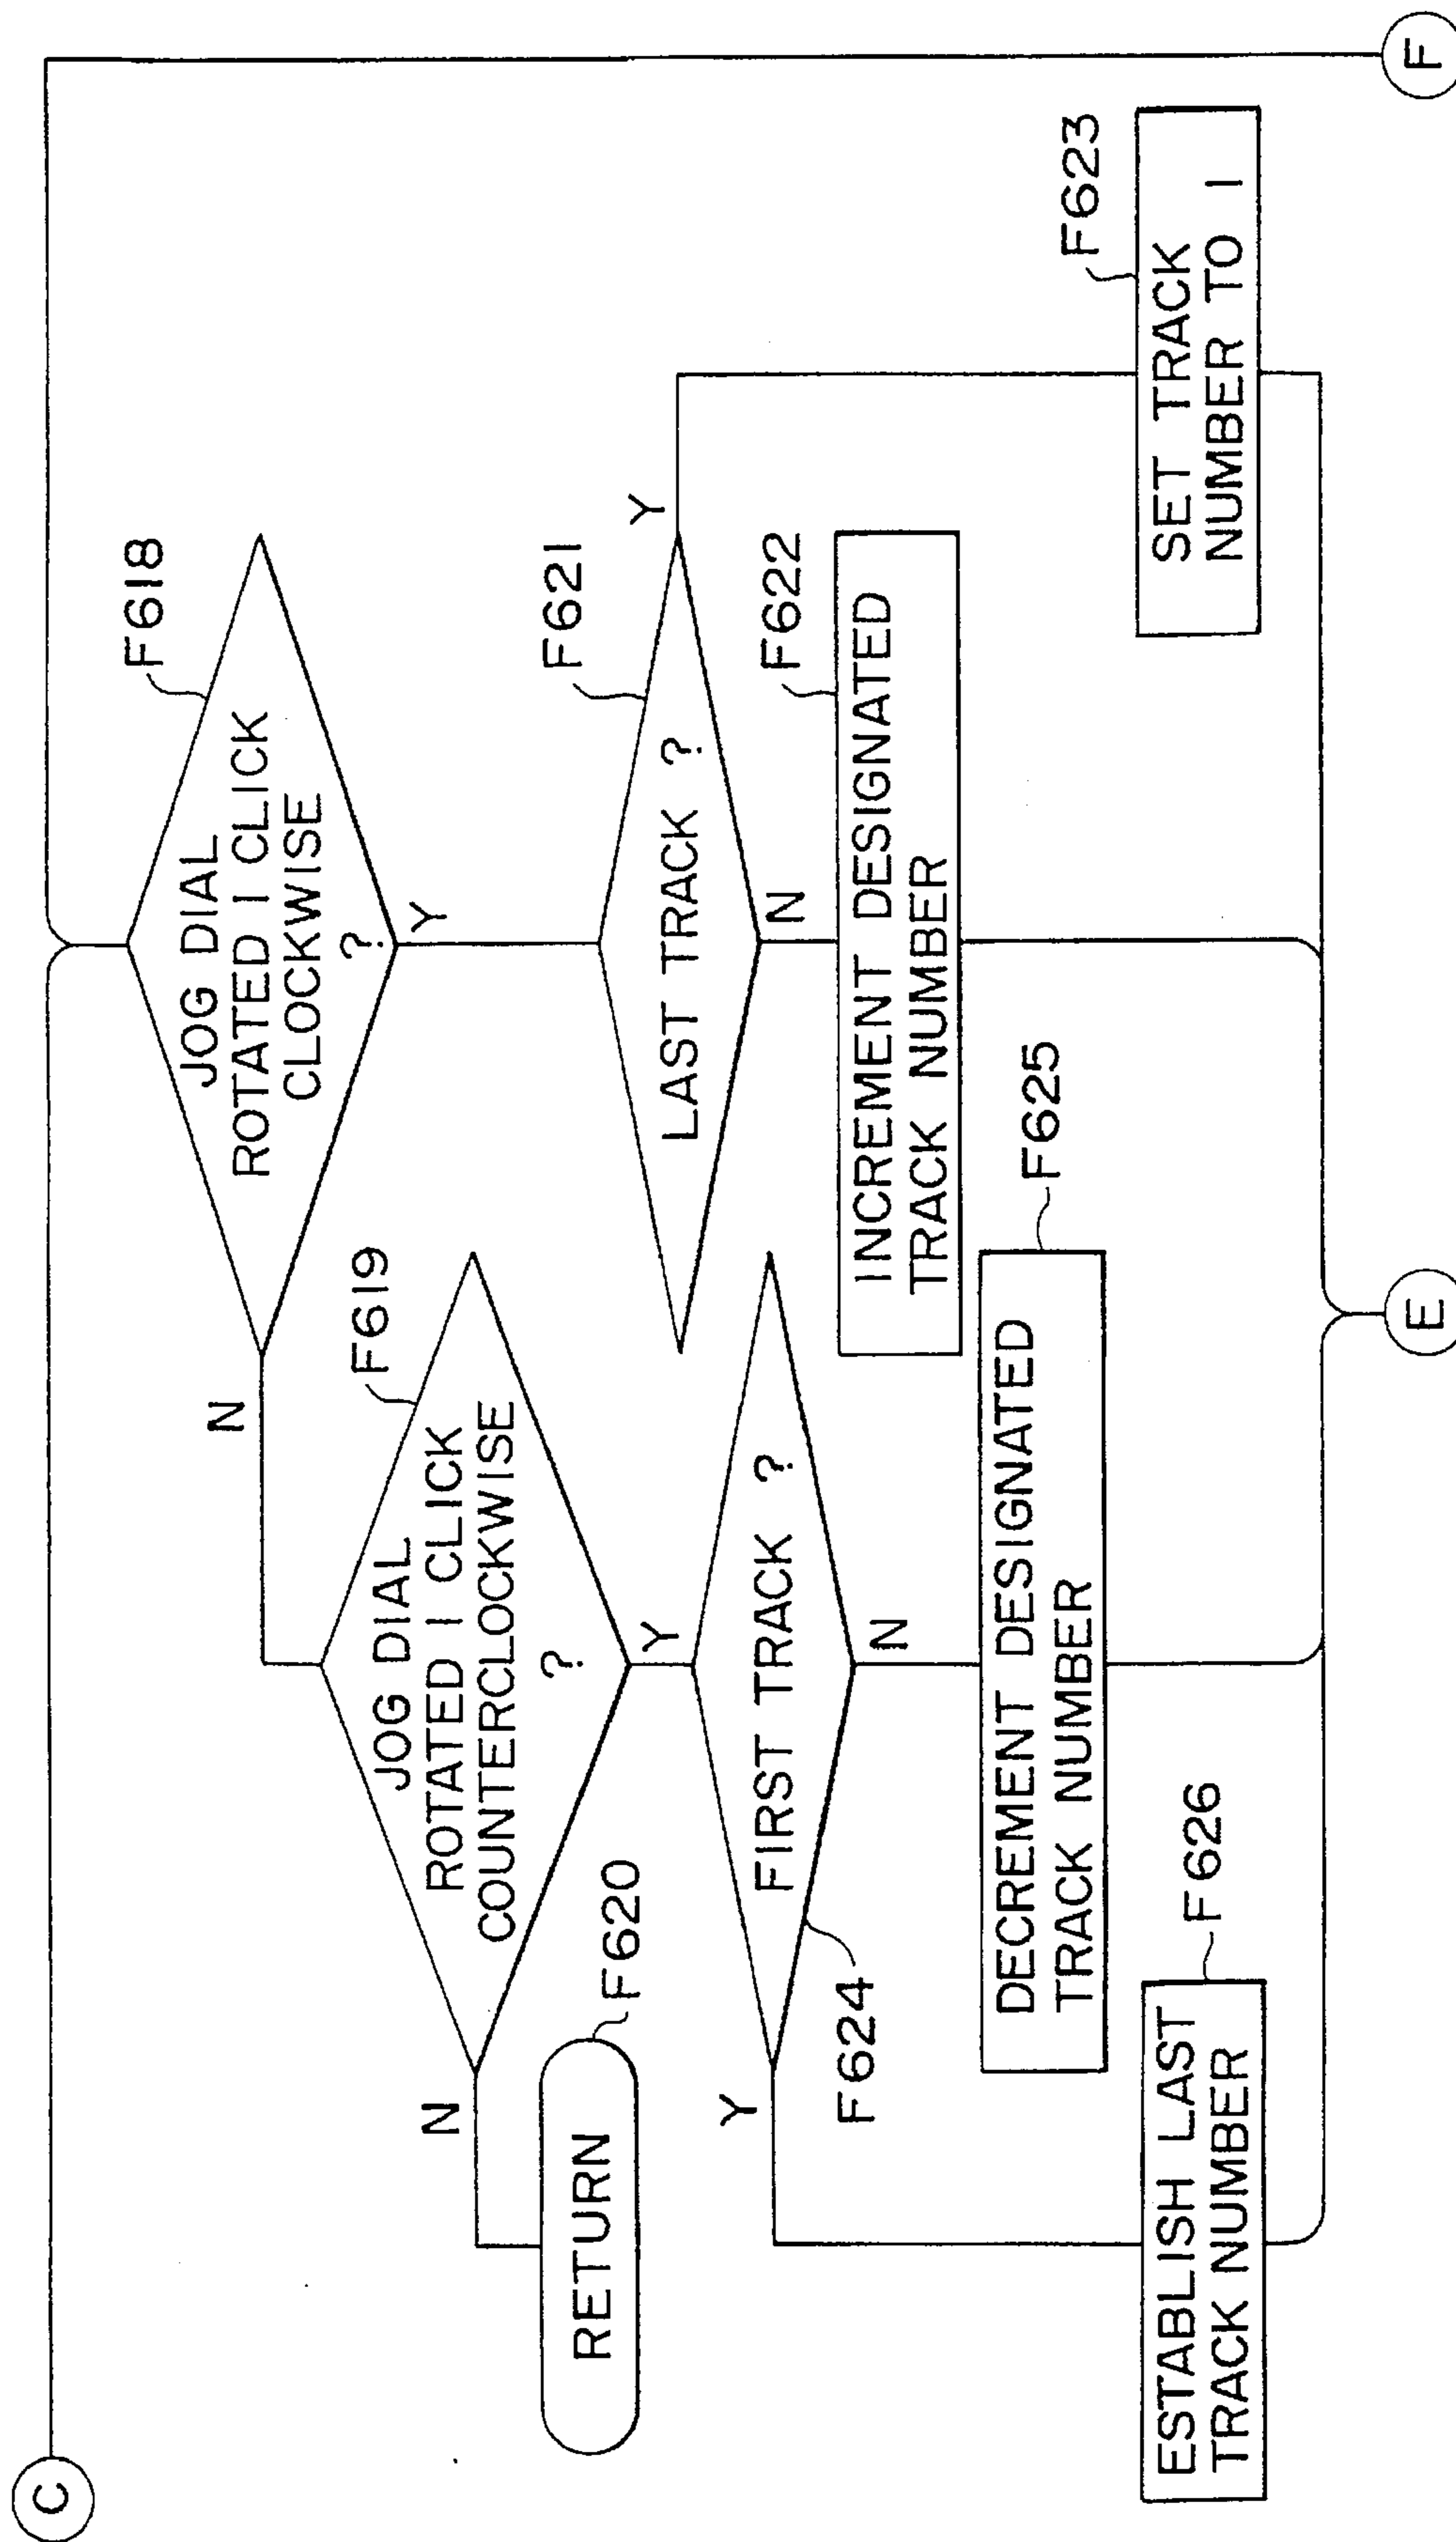 C
JOG DIAL
ROTATED 1 CLICK
CLOCKWISE
?
F618
N
Y
JOG DIAL
ROTATED 1 CLICK
COUNTERCLOCKWISE
?
F619
N
Y
RETURN
F620
LAST TRACK ?
F621
Y
N
FIRST TRACK ?
F624
Y
N
INCREMENT DESIGNATED
TRACK NUMBER
F622
DECREMENT DESIGNATED
TRACK NUMBER
F625
ESTABLISH LAST
TRACK NUMBER
F626
SET TRACK
NUMBER TO 1
F623
E
F